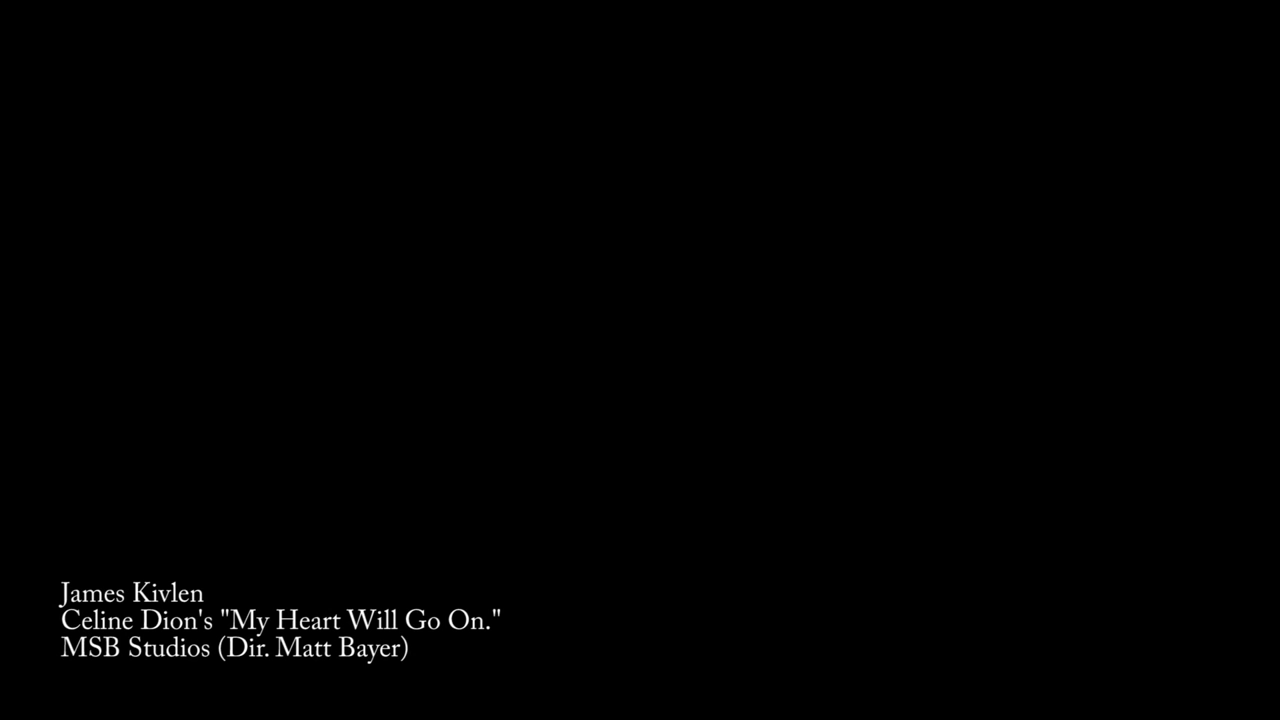 James Kivlen
Celine Dion's "My Heart Will Go On."
MSB Studios (Dir. Matt Bayer)